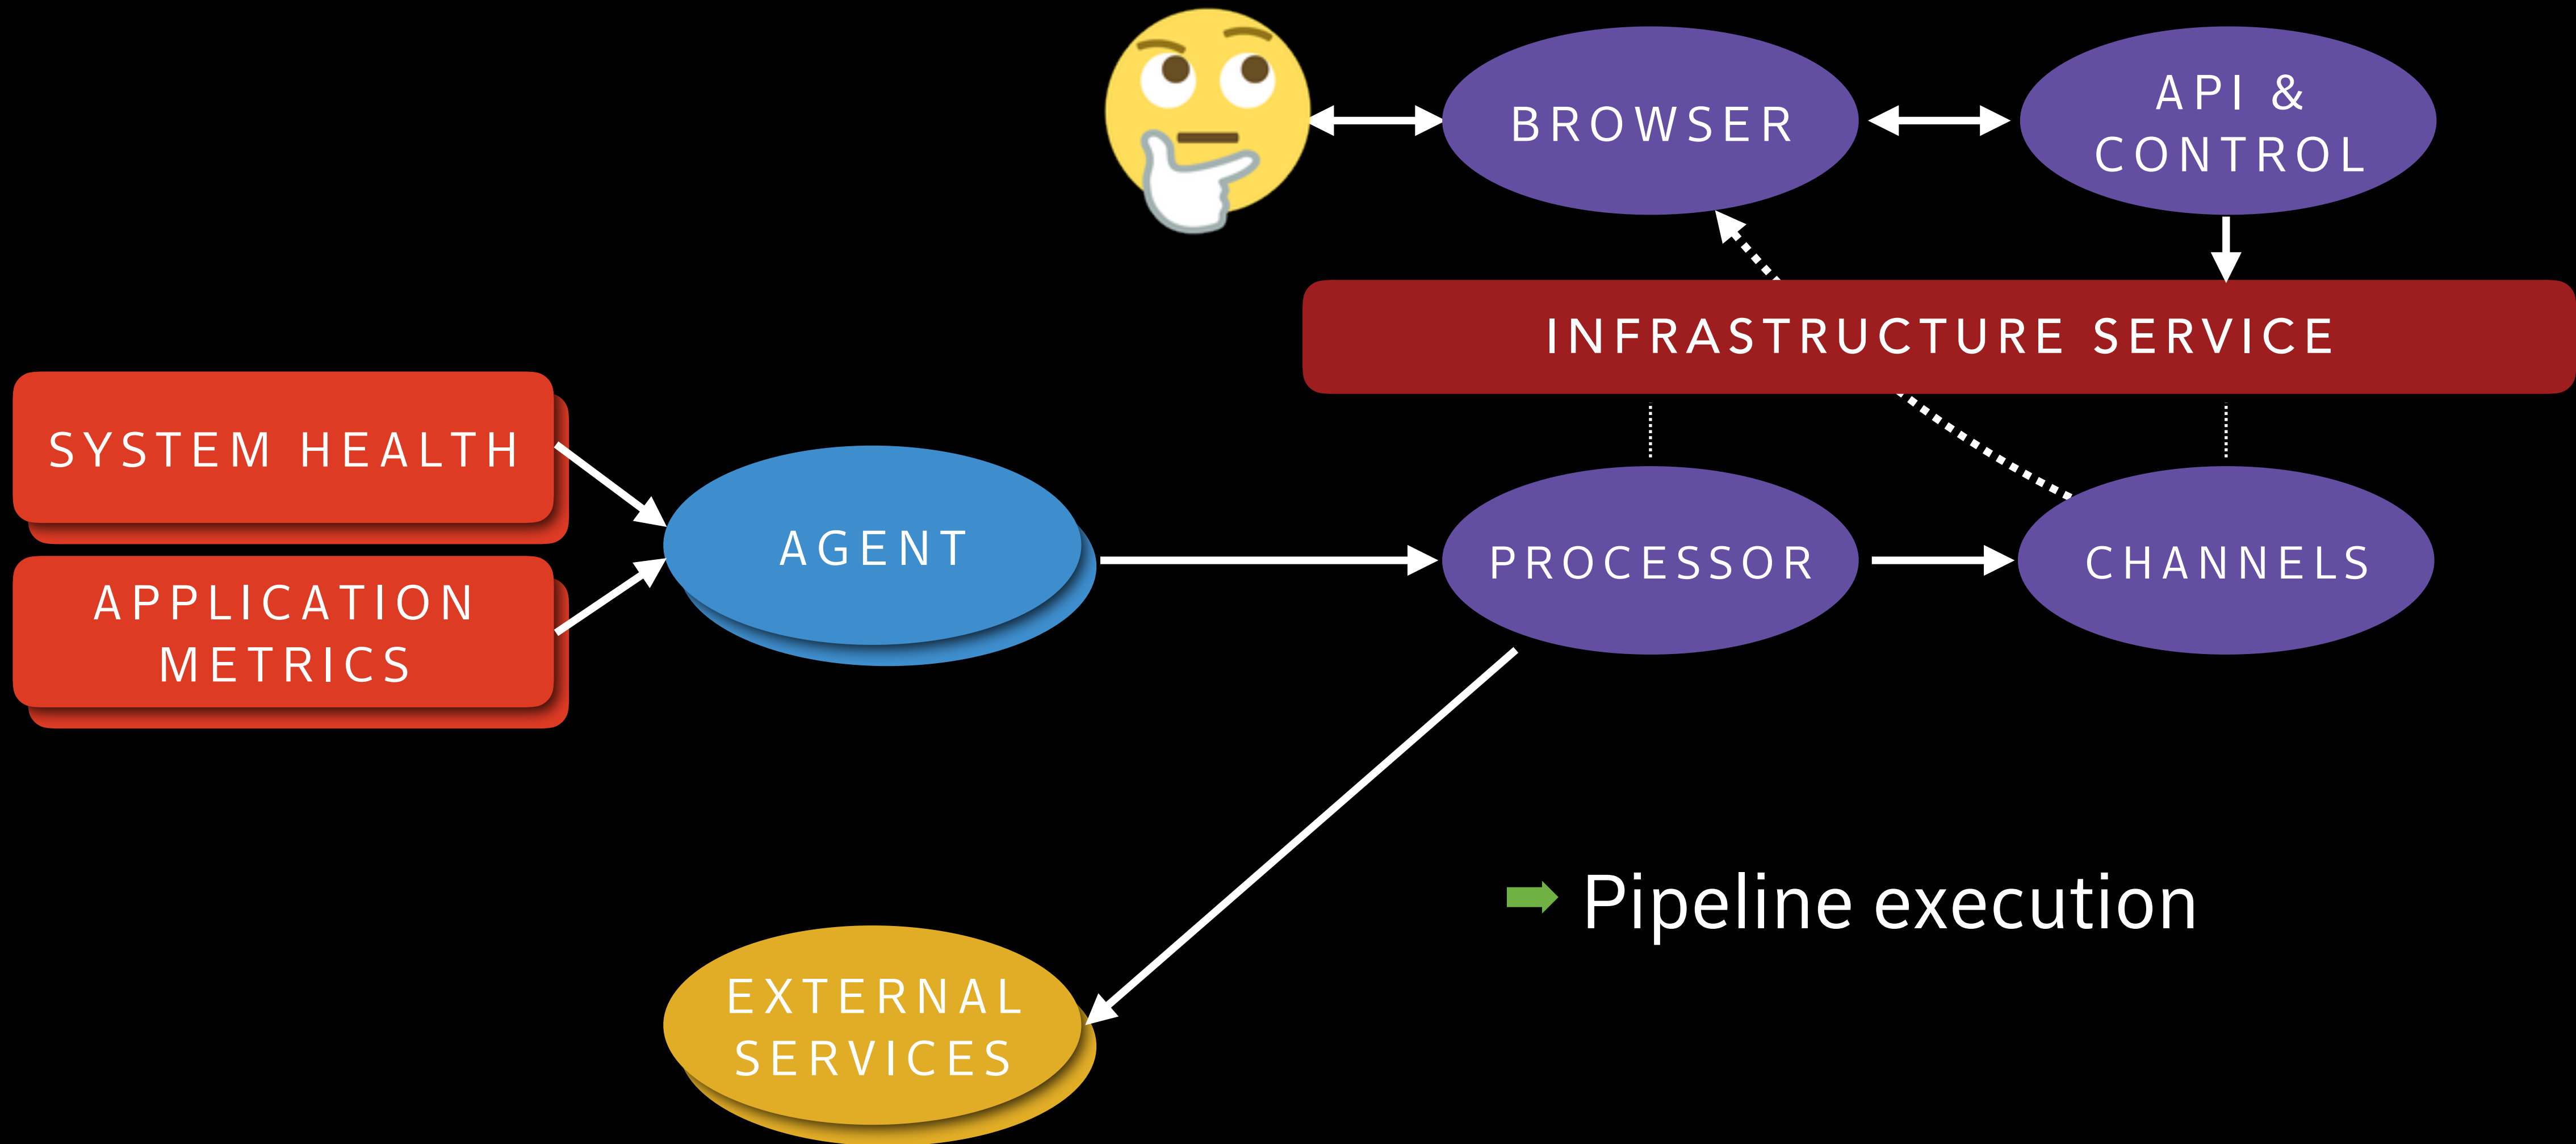 BROWSER
API &
CONTROL
INFRASTRUCTURE SERVICE
SYSTEM HEALTH
APPLICATION
METRICS
AGENT
PROCESSOR
CHANNELS
Pipeline execution
EXTERNAL
SERVICES